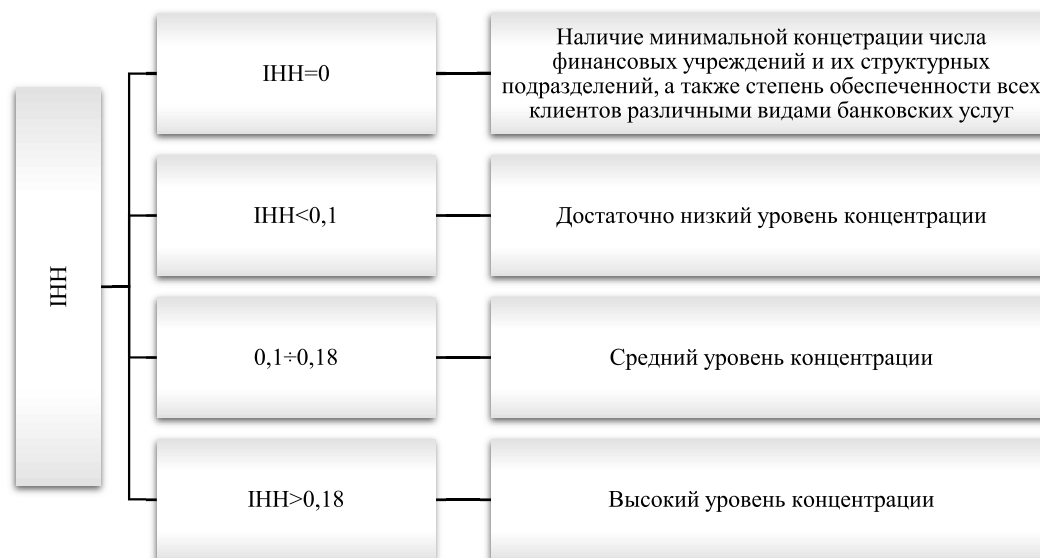 IHH
IHH=0
Наличие минимальной концетрации числа
финансовых учреждений и их структурных
подразделений, а также степень обеспеченности всех
клиентов различными видами банковских услуг
IHH<0,1
Достаточно низкий уровень концентрации
0,1÷0,18
Средний уровень концентрации
IHH>0,18
Высокий уровень концентрации